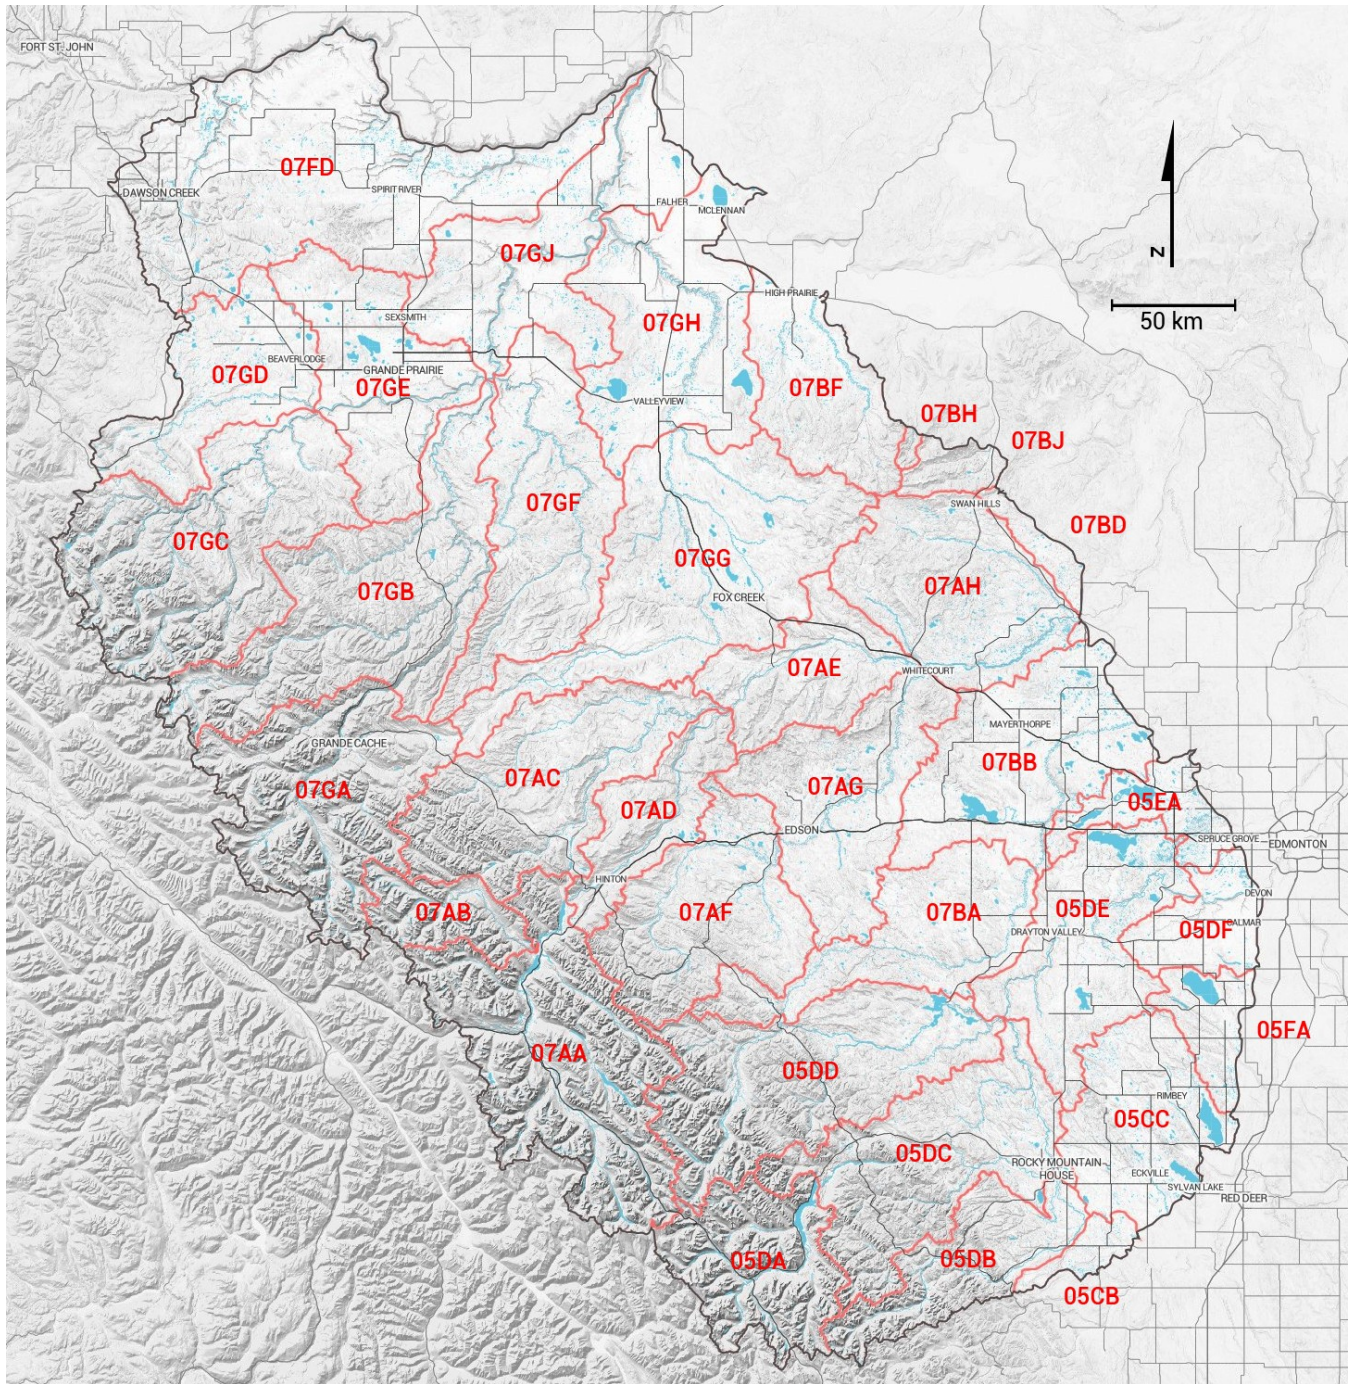 FORT ST. JOHN
07FD
DAWSON CREEK
SPIRIT RIVER
FALHER
MCLENNAN
07GJ
N
HIGH PRAIRIE
50 km
SEXSMITH
07GH
BEAVERLODGE
07GD
GRANDE PRAIRIE
07GE
07BF
VALLEYVIEW
07BH
07BJ
07GF
SWAN HILLS
07BD
07GC
07GG
07AH
07GB
FOX CREEK
07AE
WHITECOURT
MAYERTHORPE
GRANDE CACHE
07BB
07AC
07GA
07AG
05EA
07AD
EDSON
SPRUCE GROVE
EDMONTON
HINTON
DEVON
07AB
07AF
07BA
05DE
CALMAR
05DF
DRAYTON VALLEY
05FA
07AA
05DD
RIMBEY
05CC
05DC
ROCKY MOUNTAIN
HOUSE
ECKVILLE
SYLVAN LAKE
RED DEER
05DA
05DB
05CB